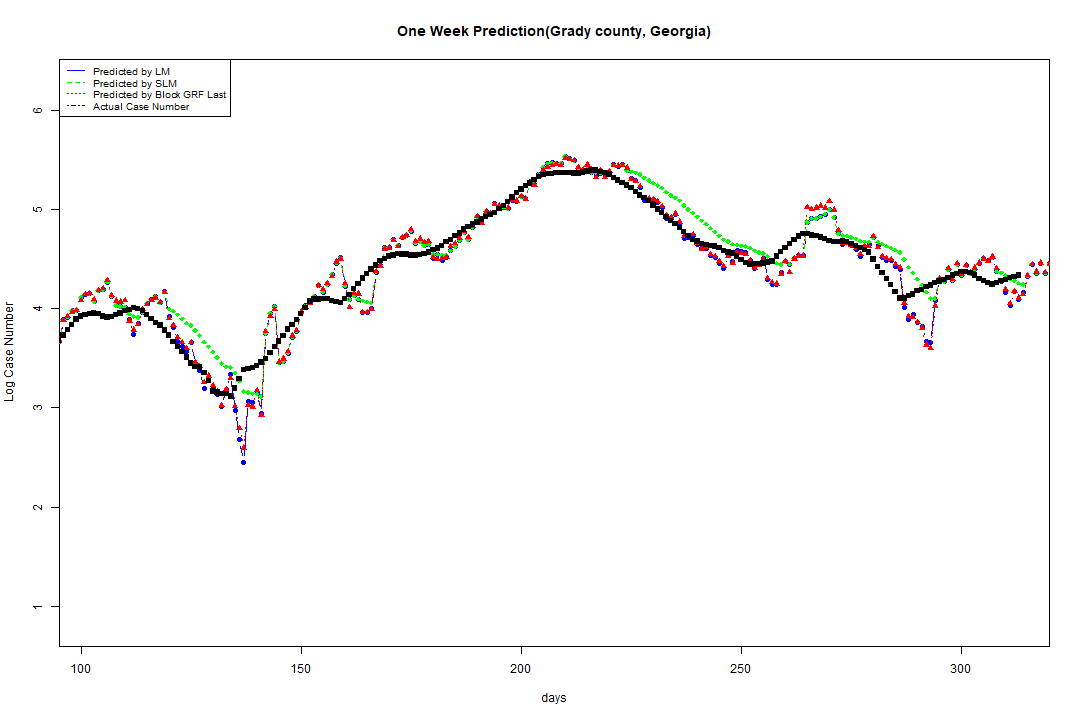 One Week Prediction(Grady county, Georgia)
Predicted by LM
Predicted by SLM
Predicted by Block GRF Last
Actual Case Number
Log Case Number
6
5
4
3
2
1
100 150 200 250 300
days